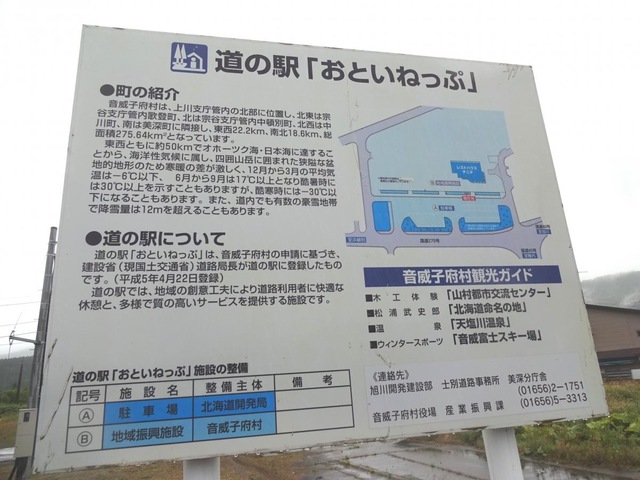 道の駅「おといねっぷ」
●町の紹介
音威子府村は、上川支庁管内の北部に位置し、北東は宗
谷支庁管内歌登町、北は宗谷支庁管内中頓別町、北西は中
川町、南は美深町に隣接し、東西22.2km、南北18.6km、総
面積275.64km²となっています。
東西ともに約50kmでオホーツク海・日本海に達するこ
とから、海洋性気候に属し、四囲山岳に囲まれた狭隘な盆
地的地形のため寒暖の差が激しく、12月から3月の平均気
温は−6℃以下、6月から9月は17℃以上となり酷暑時に
は30℃以上を示すこともありますが、酷寒時には−30℃以
下になることもあります。また、道内でも有数の豪雪地帯
で降雪量は12mを超えることもあります。
●道の駅について
道の駅「おといねっぷ」は、音威子府村の申請に基づき、
建設省(現国土交通省)道路局長が道の駅に登録したもの
です。(平成5年4月22日登録)
道の駅では、地域の創意工夫により道路利用者に快適な
休憩と、多様で質の高いサービスを提供する施設です。
道の駅「おといねっぷ」施設の整備
記号 施設名 整備主体 備考
A 駐車場 北海道開発局
B 地域振興施設 音威子府村
国道275号
音威子府村観光ガイド
■木工体験「山村都市交流センター」
■松浦武史郎「北海道命名の地」
■温泉「天塩川温泉」
■ウィンタースポーツ「音威富士スキー場」
《連絡先》
旭川開発建設部 士別道路事務所 美深分庁舎
(01656)2−1751
音威子府村役場 産業振興課 (01656)5−3313